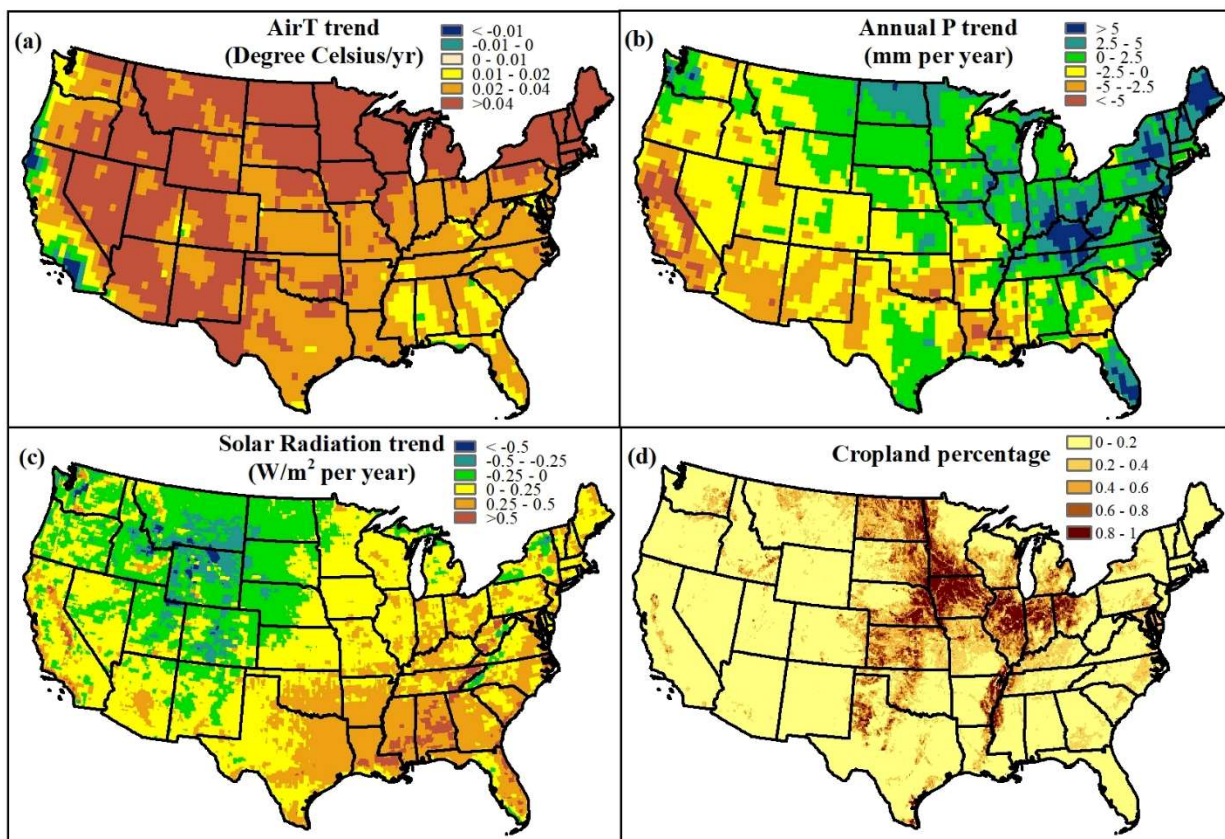 (a)
AirT trend
(Degree Celsius/yr)
< -0.01
-0.01 - 0
0 - 0.01
0.01 - 0.02
0.02 - 0.04
>0.04
(b)
Annual P trend
(mm per year)
> 5
2.5 - 5
0 - 2.5
-2.5 - 0
-5 - -2.5
< -5
(c)
Solar Radiation trend
(W/m² per year)
< -0.5
-0.5 - -0.25
-0.25 - 0
0 - 0.25
0.25 - 0.5
>0.5
(d)
Cropland percentage
0 - 0.2
0.2 - 0.4
0.4 - 0.6
0.6 - 0.8
0.8 - 1